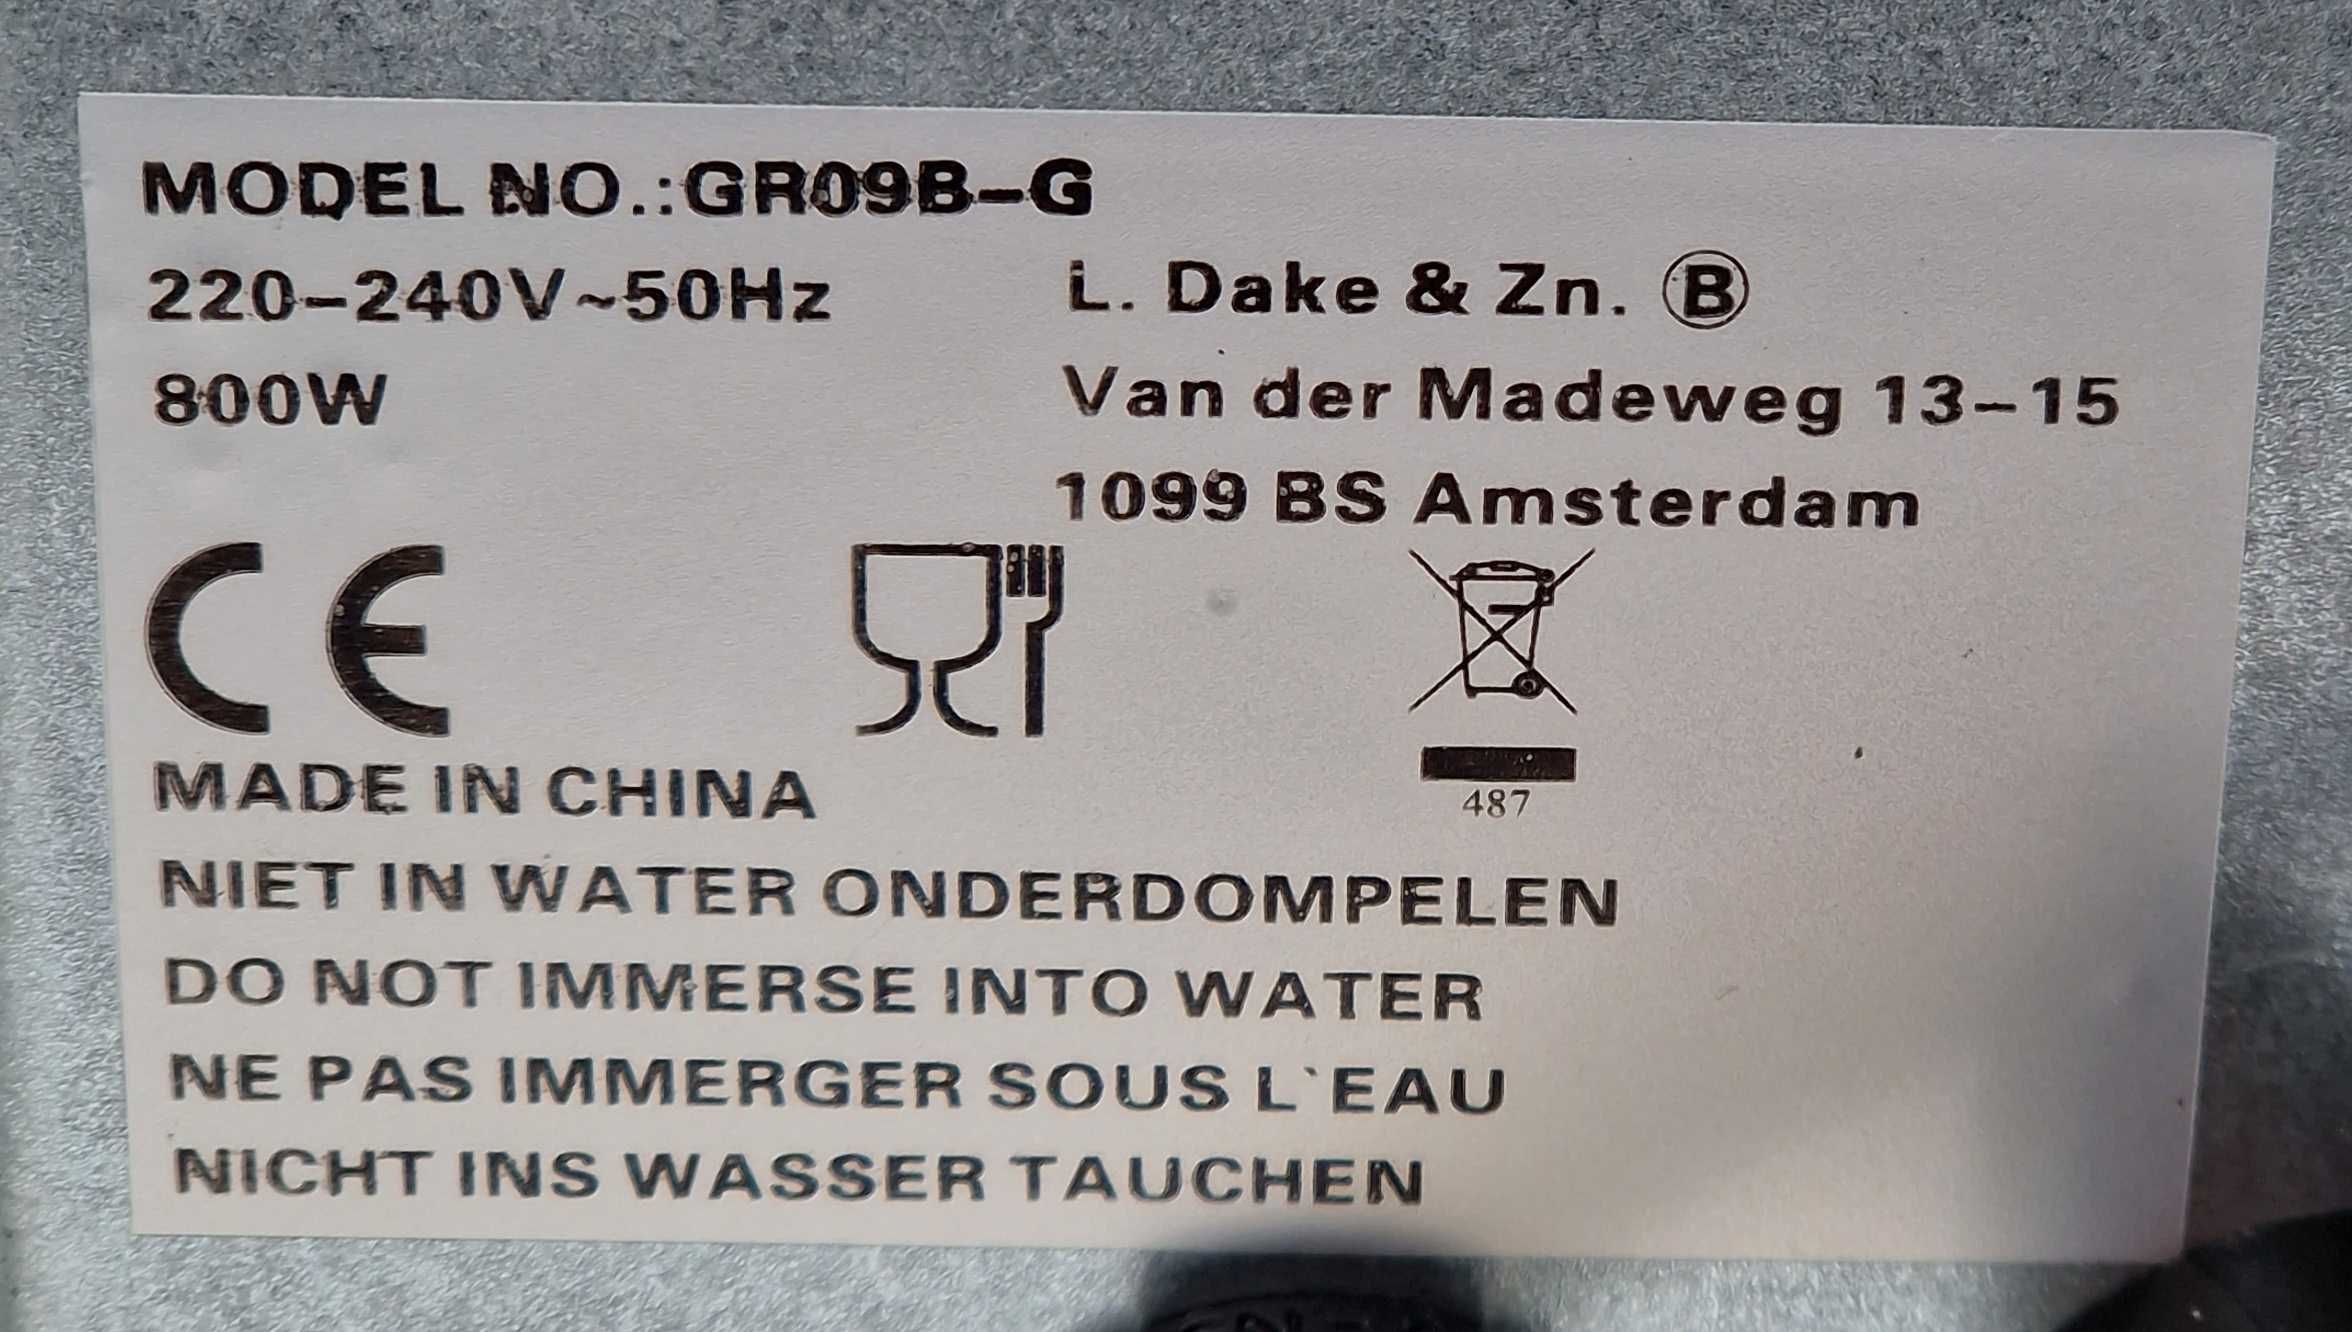 MODEL NO.:GR09B-G
220-240V~50Hz
800W
L. Dake & Zn. Ⓑ
Van der Madeweg 13-15
1099 BS Amsterdam
CE
487
MADE IN CHINA
NIET IN WATER ONDERDOMPELEN
DO NOT IMMERSE INTO WATER
NE PAS IMMERGER SOUS L`EAU
NICHT INS WASSER TAUCHEN